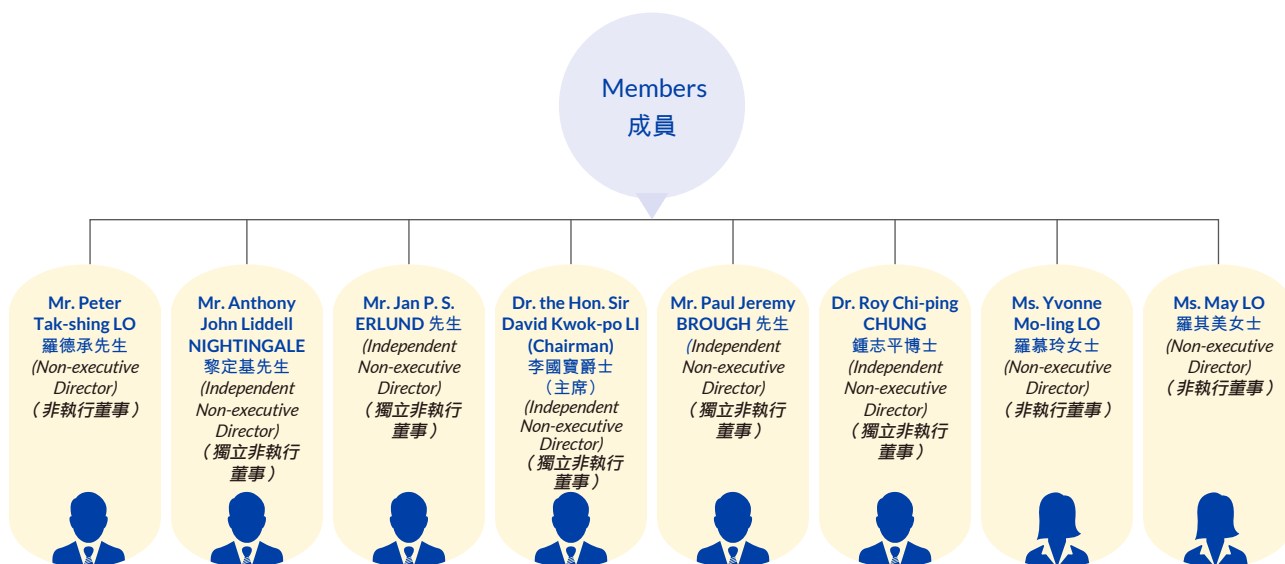 Members
成員
Mr. Peter
Tak-shing LO
羅德承先生
(Non-executive
Director)
（非執行董事）
Mr. Anthony
John Liddell
NIGHTINGALE
黎定基先生
(Independent
Non-executive
Director)
（獨立非執行
董事）
Mr. Jan P. S.
ERLUND 先生
(Independent
Non-executive
Director)
（獨立非執行
董事）
Dr. the Hon. Sir
David Kwok-po LI
(Chairman)
李國寶爵士
（主席）
(Independent
Non-executive
Director)
（獨立非執行
董事）
Mr. Paul Jeremy
BROUGH 先生
(Independent
Non-executive
Director)
（獨立非執行
董事）
Dr. Roy Chi-ping
CHUNG
鍾志平博士
(Independent
Non-executive
Director)
（獨立非執行
董事）
Ms. Yvonne
Mo-ling LO
羅慕玲女士
(Non-executive
Director)
（非執行董事）
Ms. May LO
羅其美女士
(Non-executive
Director)
（非執行董事）